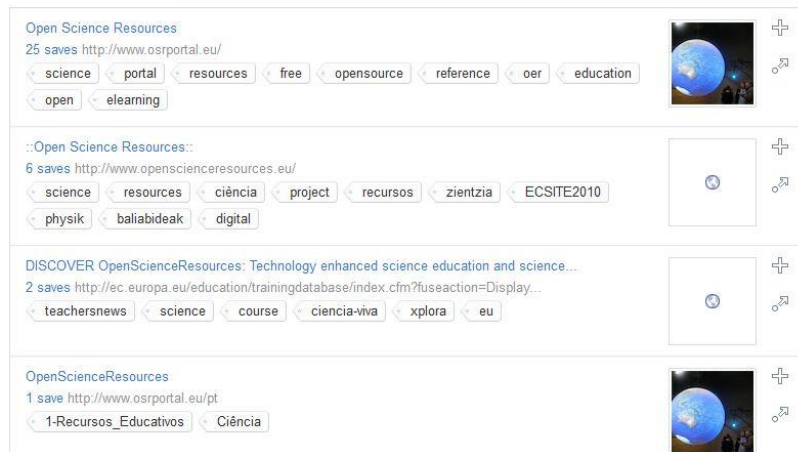 Open Science Resources
25 saves http://www.osrportal.eu/
science portal resources free opensource reference oer education
open elearning
::Open Science Resources::
6 saves http://www.openscienceresources.eu/
science resources ciència project recursos zientzia ECSITE2010
physik baliabideak digital
DISCOVER OpenScienceResources: Technology enhanced science education and science...
2 saves http://ec.europa.eu/education/trainingdatabase/index.cfm?fuseaction=Display...
teachersnews science course ciencia-viva xplora eu
OpenScienceResources
1 save http://www.osrportal.eu/pt
1-Recursos_Educativos Ciência